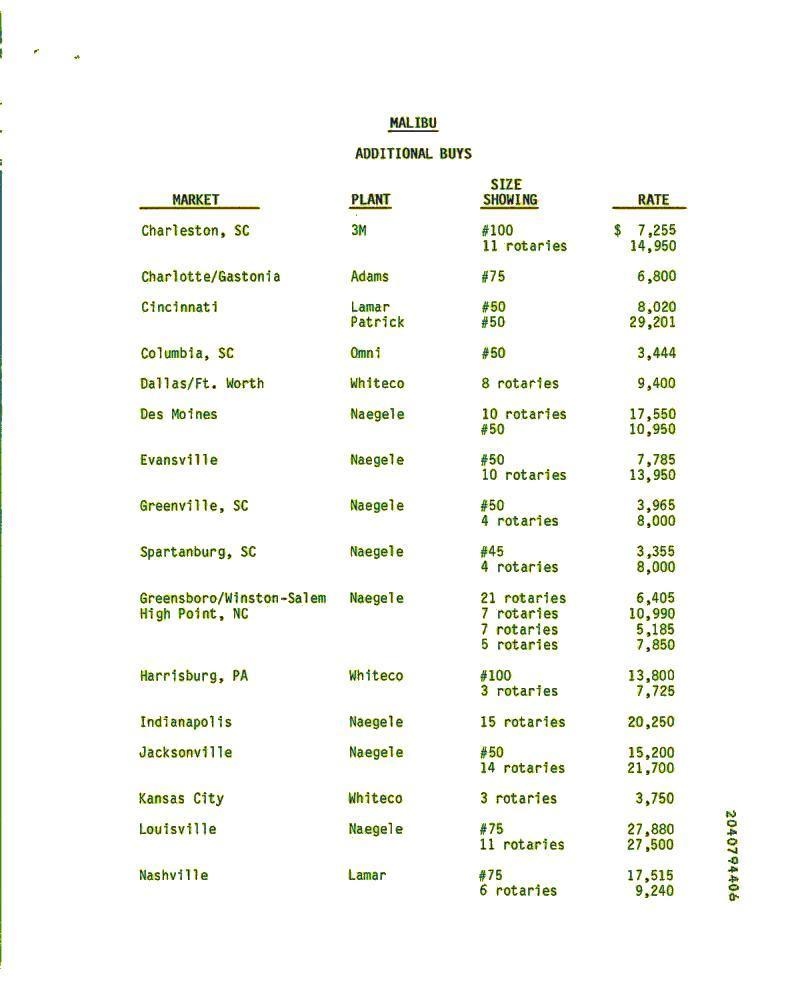 MALIBU
ADDITIONAL BUYS
SIZE
MARKET PLANT SHOWING RATE
Charleston, SC 3M #100 $ 7,255
11 rotaries 14,950
Charlotte/Gastonia Adams #75 6,800
Cincinnati Lamar #50 8,020
Patrick #50 29,201
Columbia, SC Omni #50 3,444
Dallas/Ft. Worth Whiteco 8 rotaries 9,400
Des Moines Naegele 10 rotaries 17,550
#50 10,950
Evansville Naegele #50 7,785
10 rotaries 13,950
Greenville, SC Naegele #50 3,965
4 rotaries 8,000
Spartanburg, SC Naegele #45 3,355
4 rotaries 8,000
Greensboro/Winston-Salem Naegele 21 rotaries 6,405
High Point, NC 7 rotaries 10,990
7 rotaries 5,185
5 rotaries 7,850
Harrisburg, PA Whiteco #100 13,800
3 rotaries 7,725
Indianapolis Naegele 15 rotaries 20,250
Jacksonville Naegele #50 15,200
14 rotaries 21,700
Kansas City Whiteco 3 rotaries 3,750
Louisville Naegele #75 27,880
11 rotaries 27,500
Nashville Lamar #75 17,515
6 rotaries 9,240
2040794406